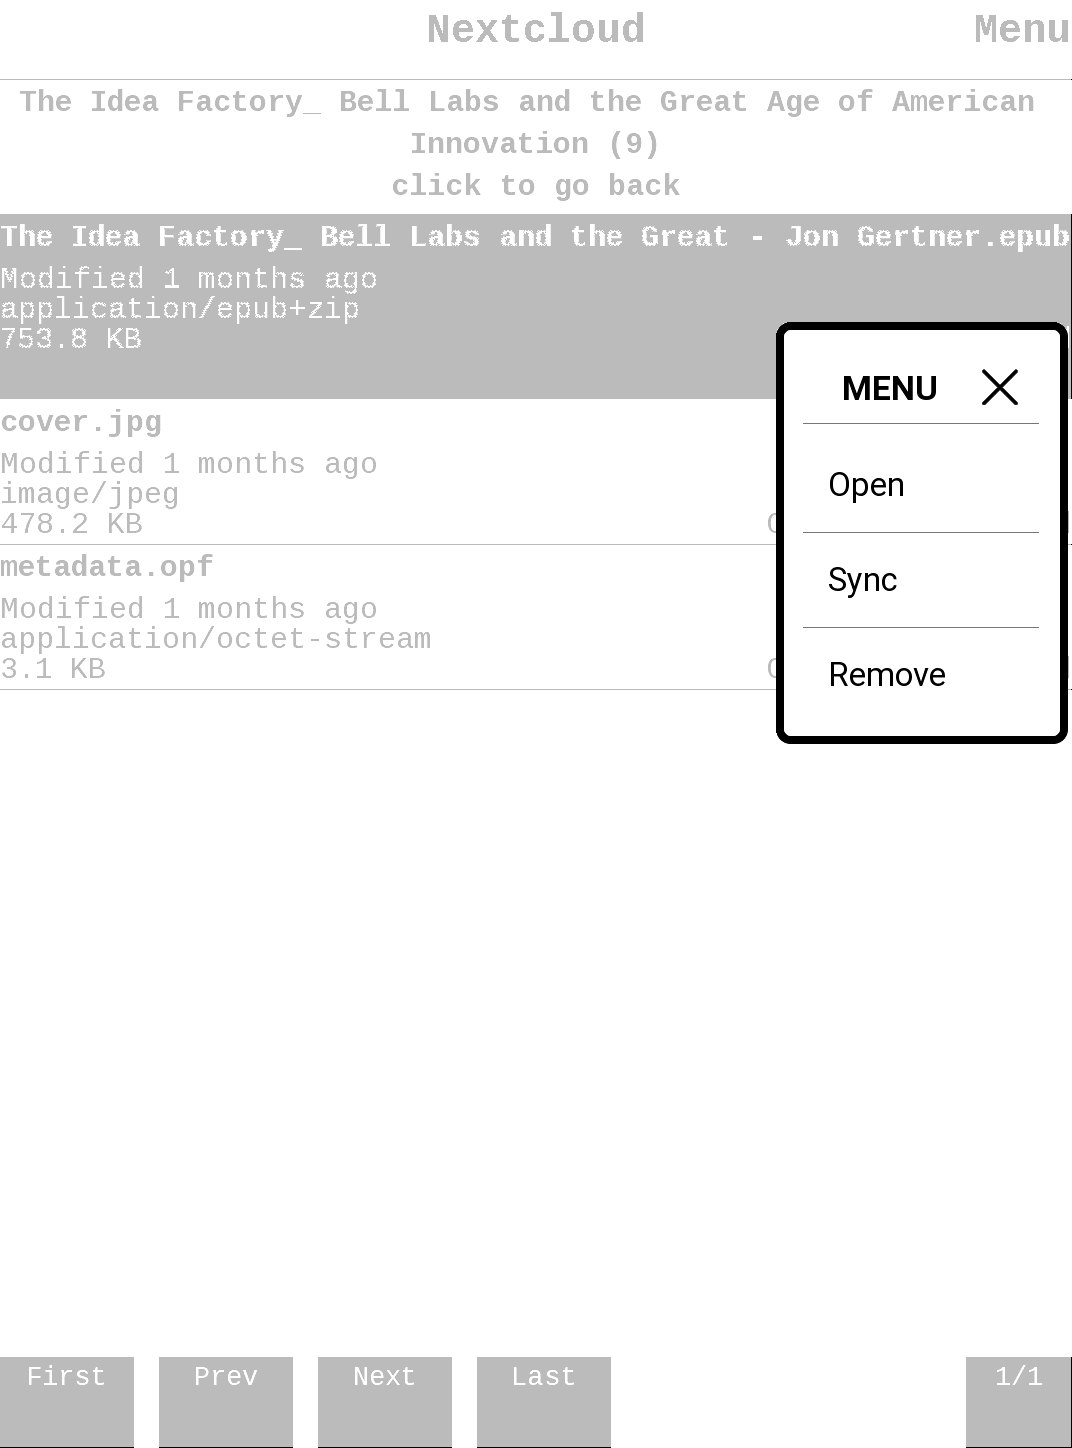 Nextcloud Menu
The Idea Factory_ Bell Labs and the Great Age of American
Innovation (9)
click to go back
The Idea Factory_ Bell Labs and the Great - Jon Gertner.epub
Modified 1 months ago
application/epub+zip
753.8 KB
MENU
Open
Sync
Remove
cover.jpg
Modified 1 months ago
image/jpeg
478.2 KB
metadata.opf
Modified 1 months ago
application/octet-stream
3.1 KB
First Prev Next Last 1/1